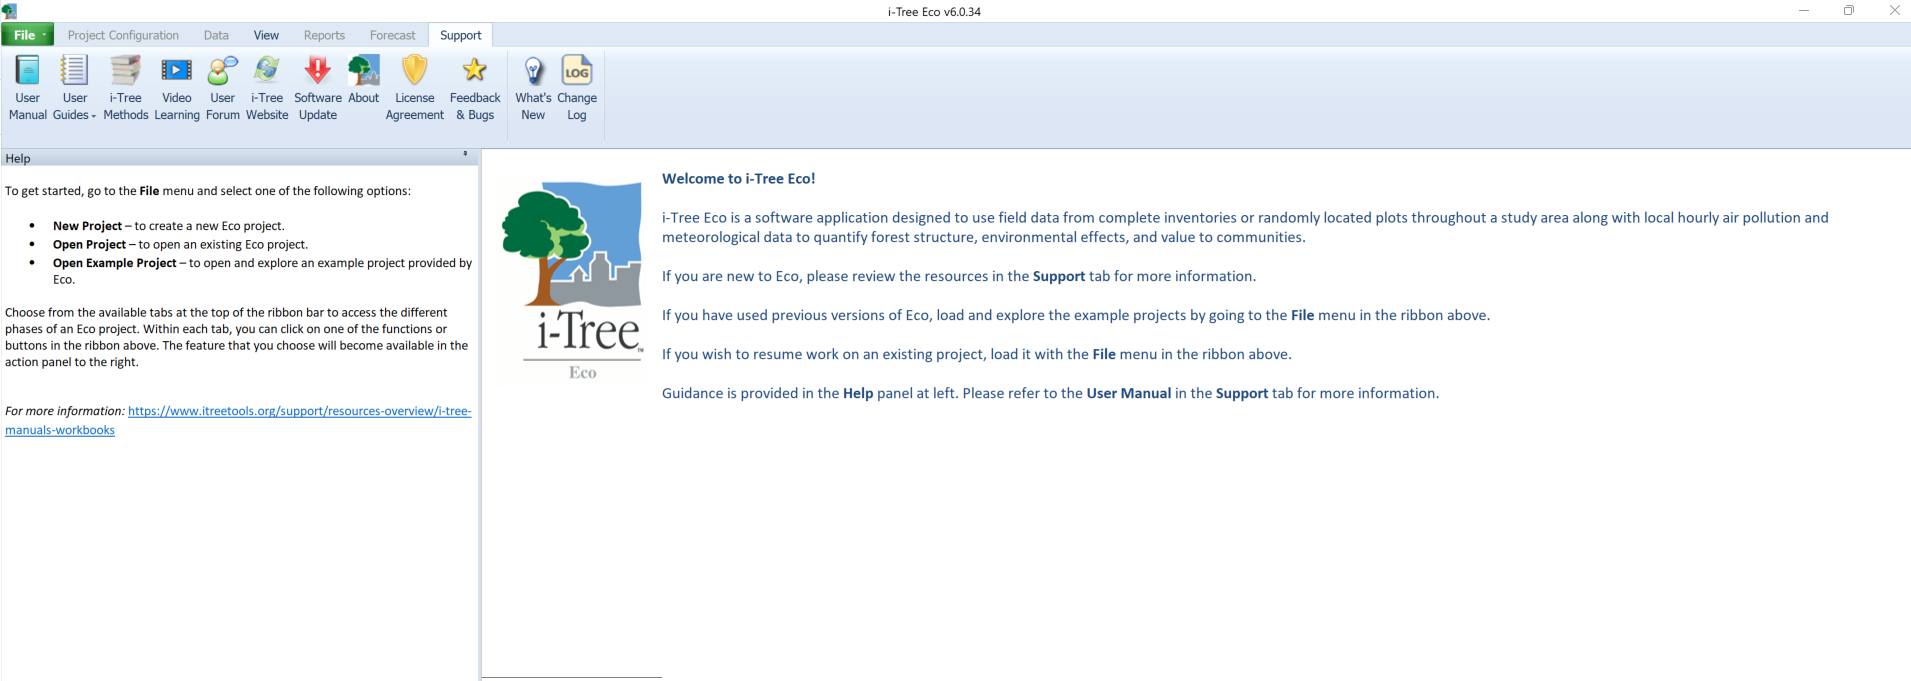 i-Tree Eco v6.0.34
File Project Configuration Data View Reports Forecast Support
User Manual
User Guides
i-Tree Methods
Video Learning
User Forum
i-Tree Website
Software Update
About
License Agreement
Feedback & Bugs
What's New
LOG
Change Log
Help
To get started, go to the File menu and select one of the following options:
• New Project – to create a new Eco project.
• Open Project – to open an existing Eco project.
• Open Example Project – to open and explore an example project provided by
Eco.
Choose from the available tabs at the top of the ribbon bar to access the different
phases of an Eco project. Within each tab, you can click on one of the functions or
buttons in the ribbon above. The feature that you choose will become available in the
action panel to the right.
For more information: https://www.itreetools.org/support/resources-overview/i-tree-
manuals-workbooks
i-Tree™
Eco
Welcome to i-Tree Eco!
i-Tree Eco is a software application designed to use field data from complete inventories or randomly located plots throughout a study area along with local hourly air pollution and
meteorological data to quantify forest structure, environmental effects, and value to communities.
If you are new to Eco, please review the resources in the Support tab for more information.
If you have used previous versions of Eco, load and explore the example projects by going to the File menu in the ribbon above.
If you wish to resume work on an existing project, load it with the File menu in the ribbon above.
Guidance is provided in the Help panel at left. Please refer to the User Manual in the Support tab for more information.